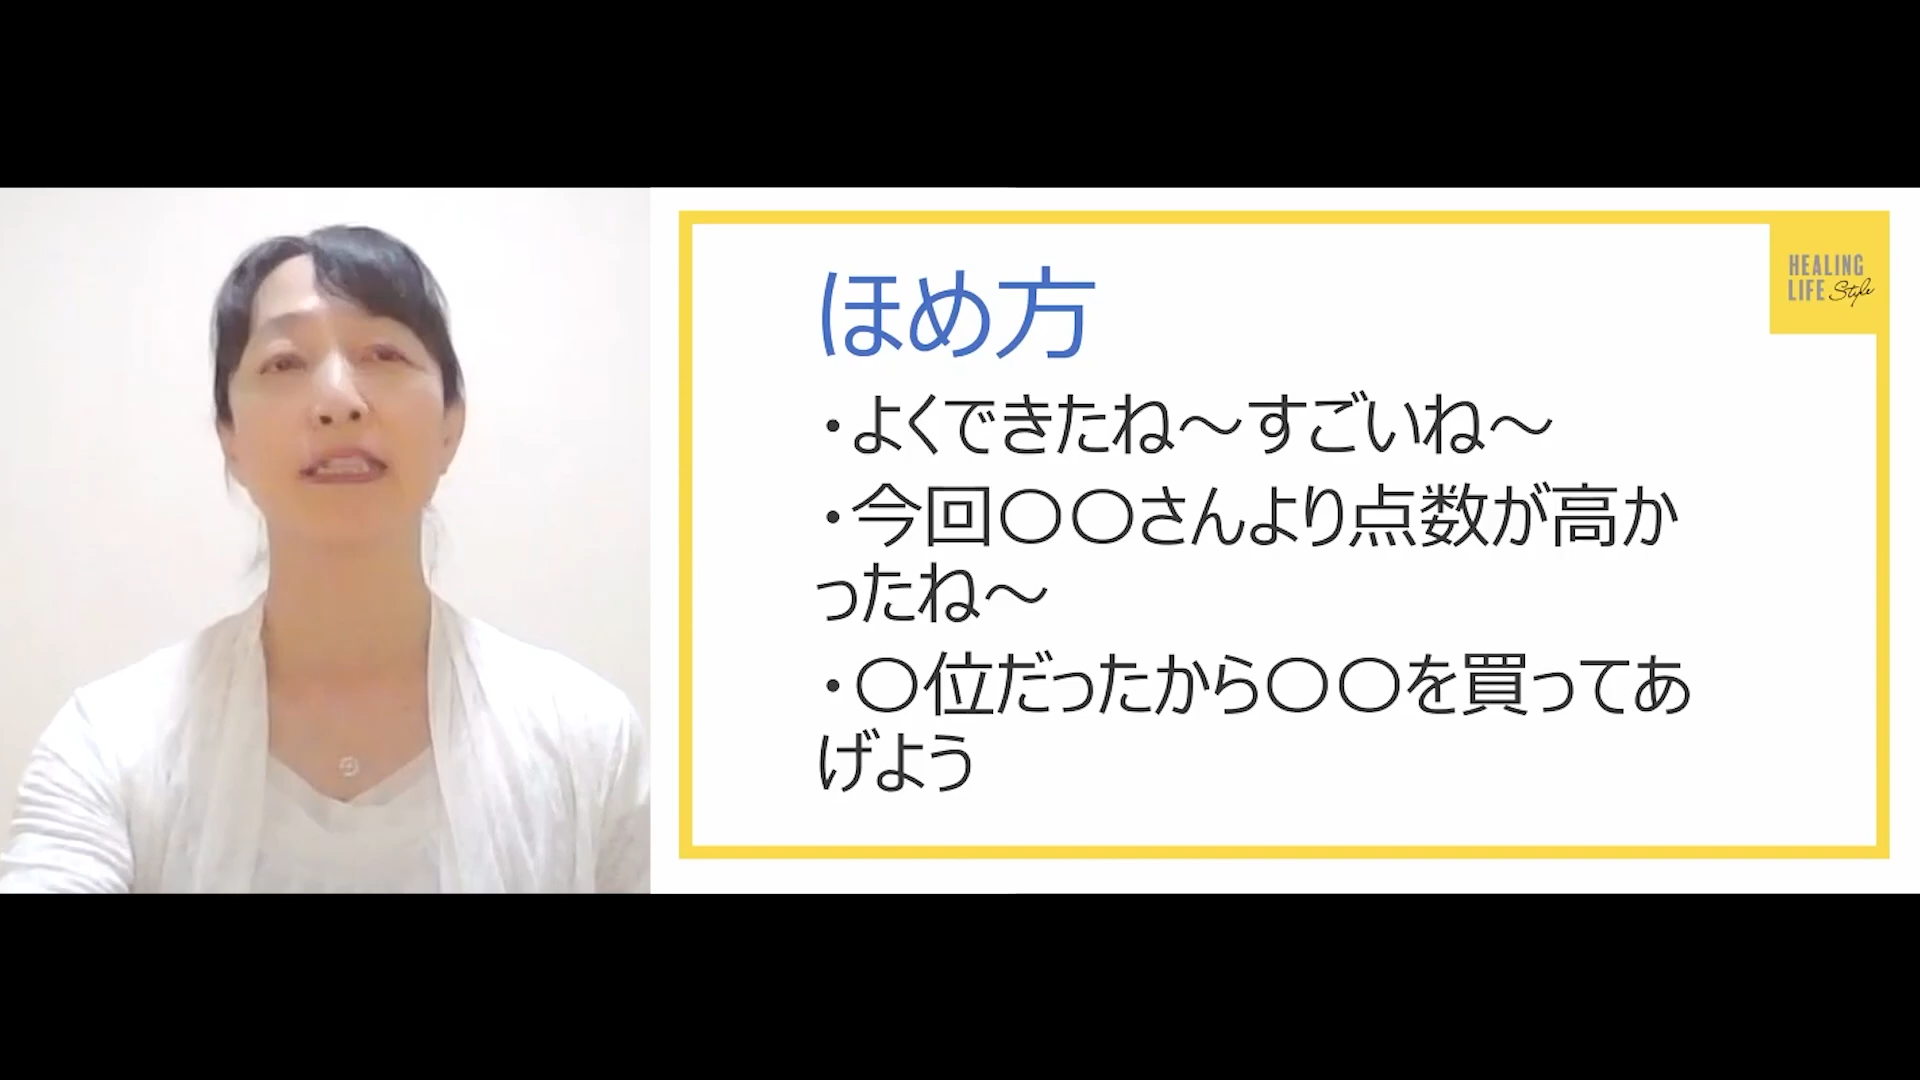 ほめ方
HEALING
LIFE Style
・よくできたね〜すごいね〜
・今回〇〇さんより点数が高か
ったね〜
・〇位だったから〇〇を買ってあ
げよう